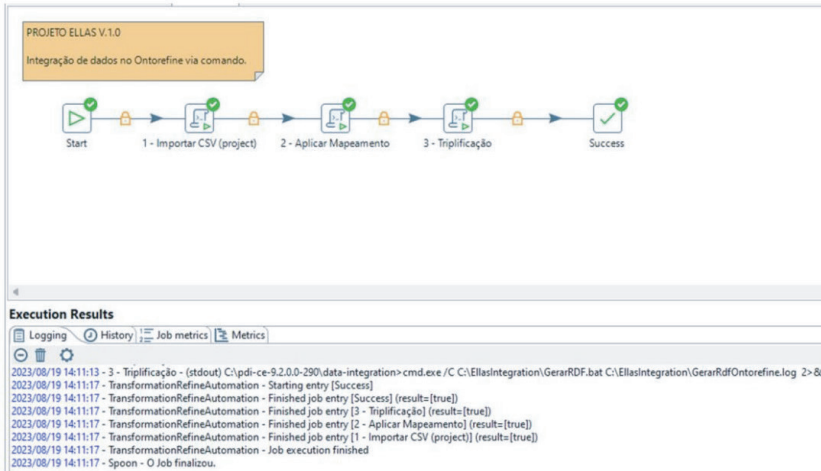 PROJETO ELLAS V.1.0
Integração de dados no Ontorefine via comando.
Start
1 - Importar CSV (project)
2 - Aplicar Mapeamento
3 - Triplificação
Success
Execution Results
Logging History Job metrics Metrics
2023/08/19 14:11:13 - 3 - Triplificação - (stdout) C:\pdi-ce-9.2.0.0-290\data-integration>cmd.exe /C C:\EllasIntegration\GerarRDF.bat C:\EllasIntegration\GerarRdfOntorefine.log 2>&
2023/08/19 14:11:17 - TransformationRefineAutomation - Starting entry [Success]
2023/08/19 14:11:17 - TransformationRefineAutomation - Finished job entry [Success] (result=[true])
2023/08/19 14:11:17 - TransformationRefineAutomation - Finished job entry [3 - Triplificação] (result=[true])
2023/08/19 14:11:17 - TransformationRefineAutomation - Finished job entry [2 - Aplicar Mapeamento] (result=[true])
2023/08/19 14:11:17 - TransformationRefineAutomation - Finished job entry [1 - Importar CSV (project)] (result=[true])
2023/08/19 14:11:17 - TransformationRefineAutomation - Job execution finished
2023/08/19 14:11:17 - Spoon - O Job finalizou.